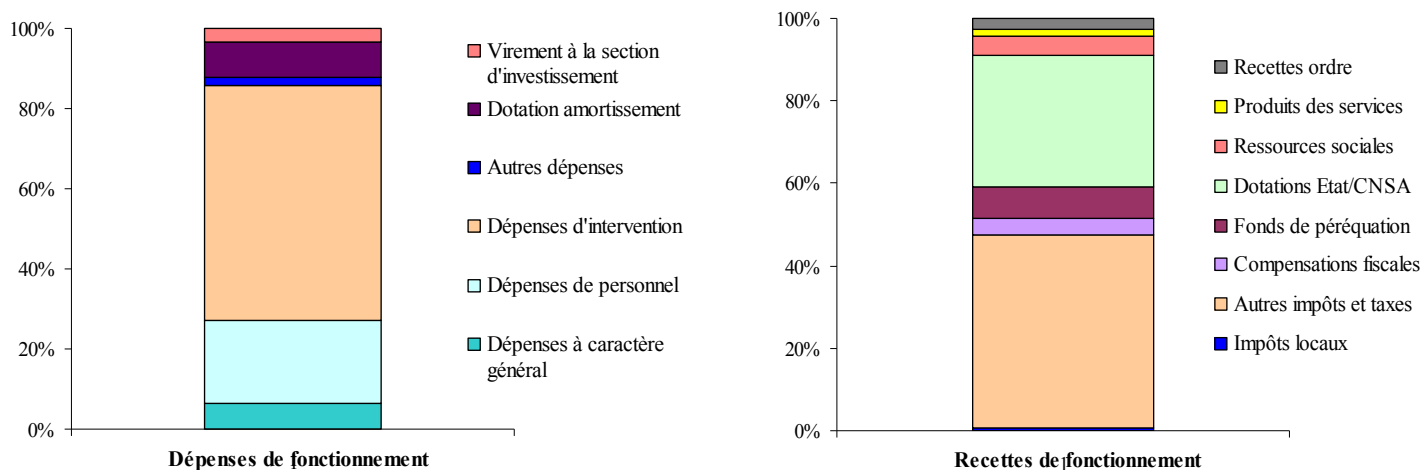 100%
80%
60%
40%
20%
0%
Dépenses de fonctionnement
Virement à la section
d'investissement
Dotation amortissement
Autres dépenses
Dépenses d'intervention
Dépenses de personnel
Dépenses à caractère
général
100%
80%
60%
40%
20%
0%
Recettes de fonctionnement
Recettes ordre
Produits des services
Ressources sociales
Dotations Etat/CNSA
Fonds de péréquation
Compensations fiscales
Autres impôts et taxes
Impôts locaux